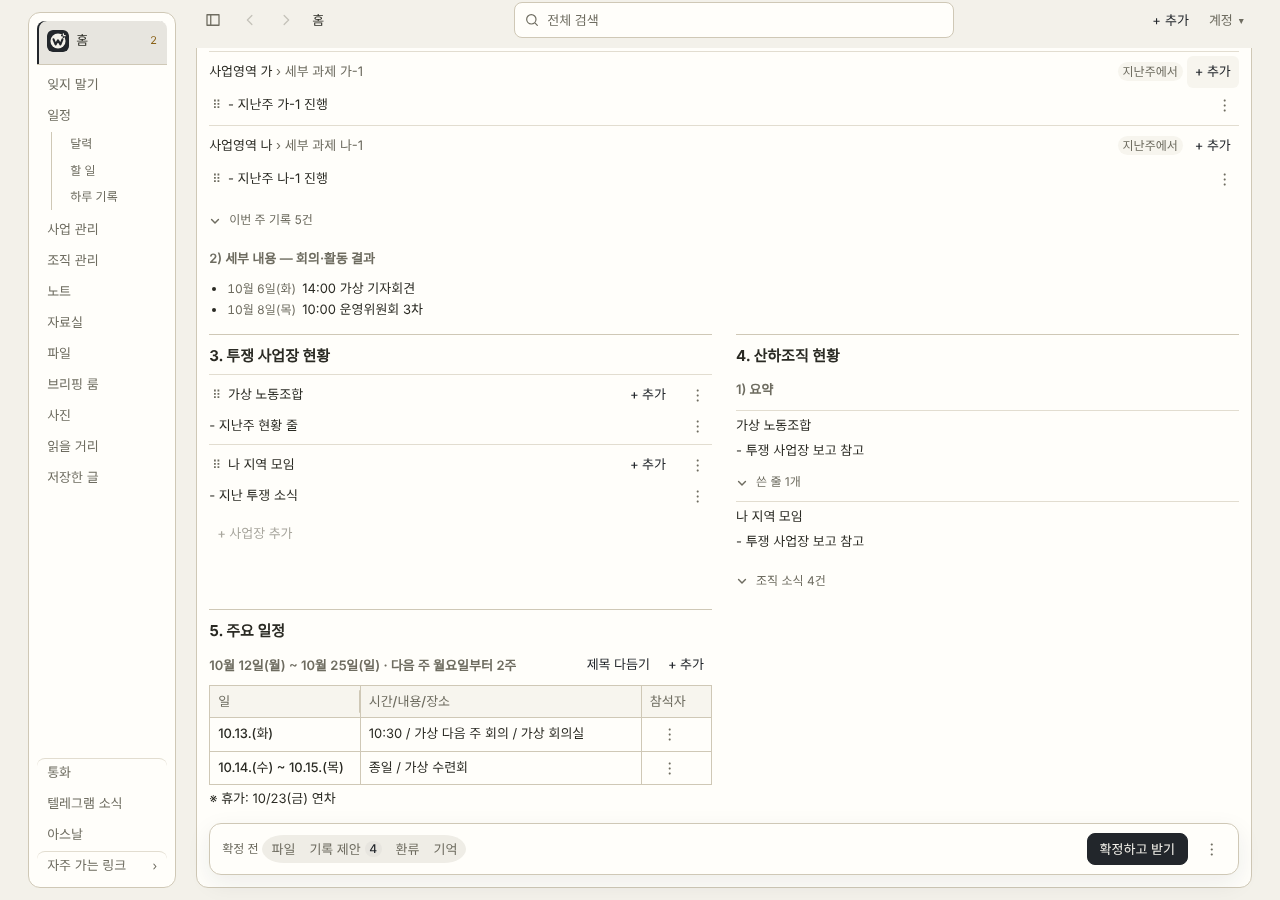 홈 2
잊지 말기
일정
달력
할 일
하루 기록
사업 관리
조직 관리
노트
자료실
파일
브리핑 룸
사진
읽을 거리
저장한 글
통화
텔레그램 소식
아스날
자주 가는 링크 ›
홈
전체 검색
+ 추가 계정 ▾
사업영역 가 › 세부 과제 가-1 지난주에서 + 추가
- 지난주 가-1 진행
사업영역 나 › 세부 과제 나-1 지난주에서 + 추가
- 지난주 나-1 진행
이번 주 기록 5건
2) 세부 내용 — 회의·활동 결과
• 10월 6일(화) 14:00 가상 기자회견
• 10월 8일(목) 10:00 운영위원회 3차
3. 투쟁 사업장 현황
가상 노동조합 + 추가
- 지난주 현황 줄
나 지역 모임 + 추가
- 지난 투쟁 소식
+ 사업장 추가
4. 산하조직 현황
1) 요약
가상 노동조합
- 투쟁 사업장 보고 참고
쓴 줄 1개
나 지역 모임
- 투쟁 사업장 보고 참고
조직 소식 4건
5. 주요 일정
10월 12일(월) ~ 10월 25일(일) · 다음 주 월요일부터 2주 제목 다듬기 + 추가
일 시간/내용/장소 참석자
10.13.(화) 10:30 / 가상 다음 주 회의 / 가상 회의실
10.14.(수) ~ 10.15.(목) 종일 / 가상 수련회
※ 휴가: 10/23(금) 연차
확정 전 파일 기록 제안 4 환류 기억 확정하고 받기